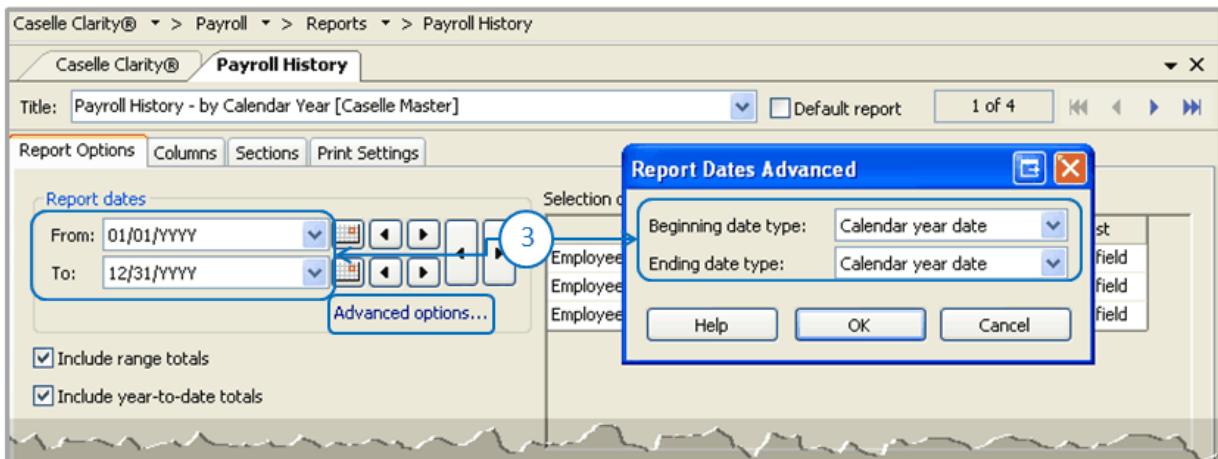 Caselle Clarity® > Payroll > Reports > Payroll History
Caselle Clarity® Payroll History
Title: Payroll History - by Calendar Year [Caselle Master] Default report 1 of 4
Report Options Columns Sections Print Settings
Report dates
From: 01/01/YYYY
To: 12/31/YYYY
Advanced options...
Include range totals
Include year-to-date totals
3
Selection
Employee
Employee
Employee
field
field
Report Dates Advanced
Beginning date type: Calendar year date
Ending date type: Calendar year date
Help OK Cancel